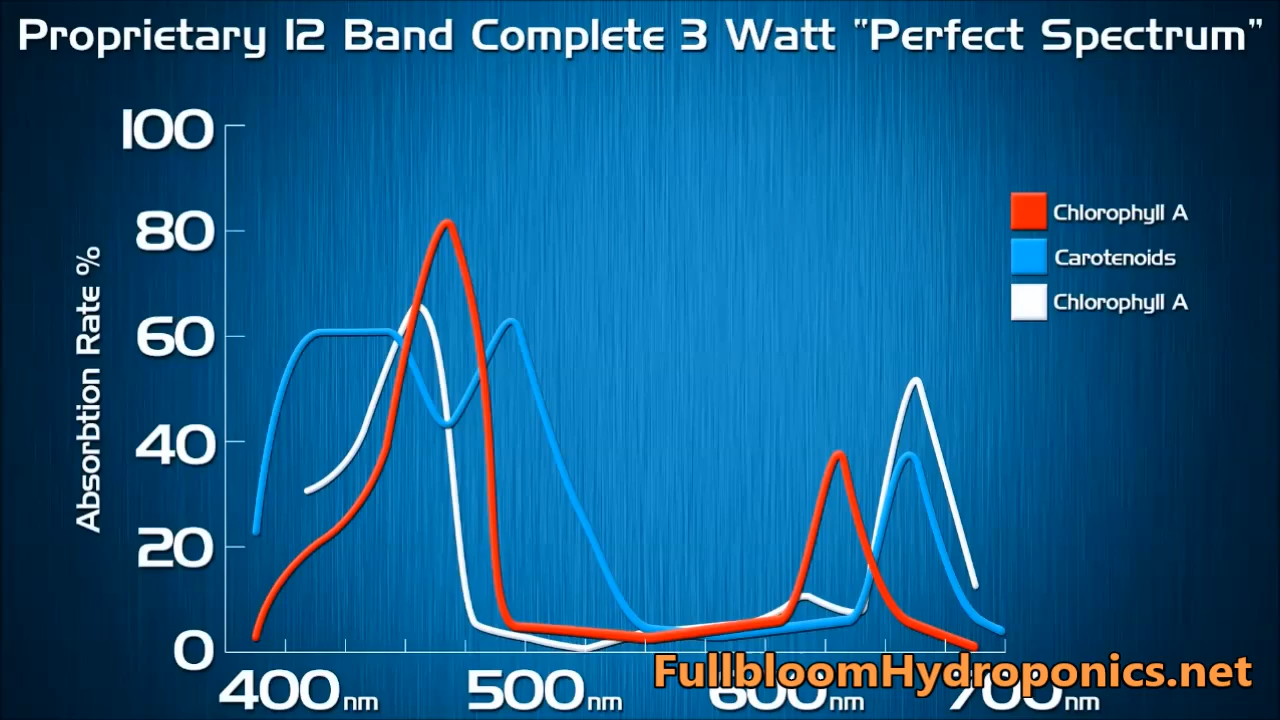 Proprietary 12 Band Complete 3 Watt "Perfect Spectrum"
100
80
60
40
20
0
Absorbtion Rate %
Chlorophyll A
Carotenoids
Chlorophyll A
400nm 500nm 600nm 700nm
FullbloomHydroponics.net